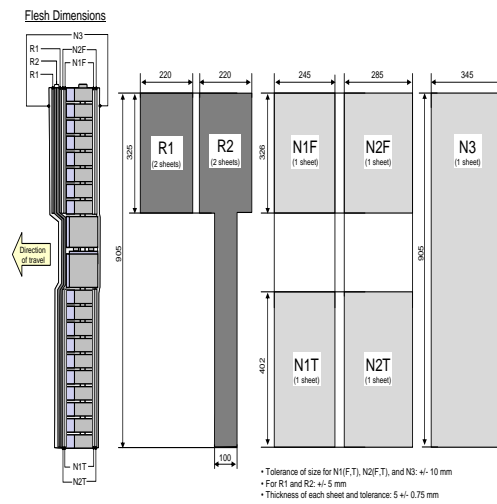 Flesh Dimensions
N3
R1
N2F
R2
N1F
R1
220
220
245
285
345
R1
(2 sheets)
R2
(2 sheets)
N1F
(1 sheet)
N2F
(1 sheet)
N3
(1 sheet)
325
326
905
905
Direction
of travel
402
N1T
(1 sheet)
N2T
(1 sheet)
100
N1T
N2T
• Tolerance of size for N1(F,T), N2(F,T), and N3: +/- 10 mm
• For R1 and R2: +/- 5 mm
• Thickness of each sheet and tolerance: 5 +/- 0.75 mm